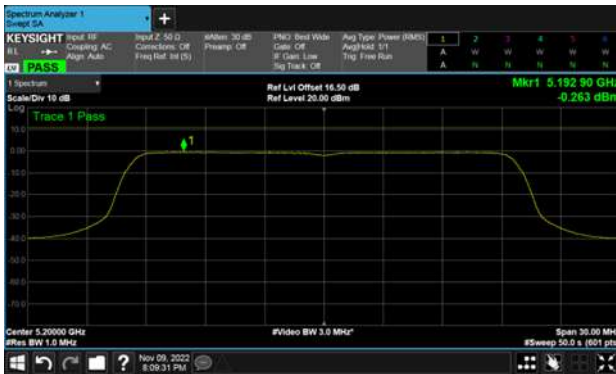 Spectrum Analyzer 1
Swept SA
+
KEYSIGHT
Input: RF
Input Z: 50 Ω
#Atten: 30 dB
PNO: Best Wide
Avg Type: Power (RMS)
1 2 3 4 5 6
RL
Coupling: AC
Corrections: Off
Preamp: Off
Gate: Off
Avg|Hold: 1/1
A W W W W W
Align: Auto
Freq Ref: Int (S)
IF Gain: Low
Trig: Free Run
Sig Track: Off
A N N N N N
PASS
1 Spectrum
Ref Lvl Offset 16.50 dB
Mkr1 5.192 90 GHz
Scale/Div 10 dB
Ref Level 20.00 dBm
-0.263 dBm
Log
Trace 1 Pass
10.0
1
0.00
-10.0
-20.0
-30.0
-40.0
-50.0
-60.0
-70.0
Center 5.20000 GHz
#Video BW 3.0 MHz*
Span 30.00 MHz
#Res BW 1.0 MHz
#Sweep 50.0 s (601 pts)
?
Nov 09, 2022
8:09:31 PM